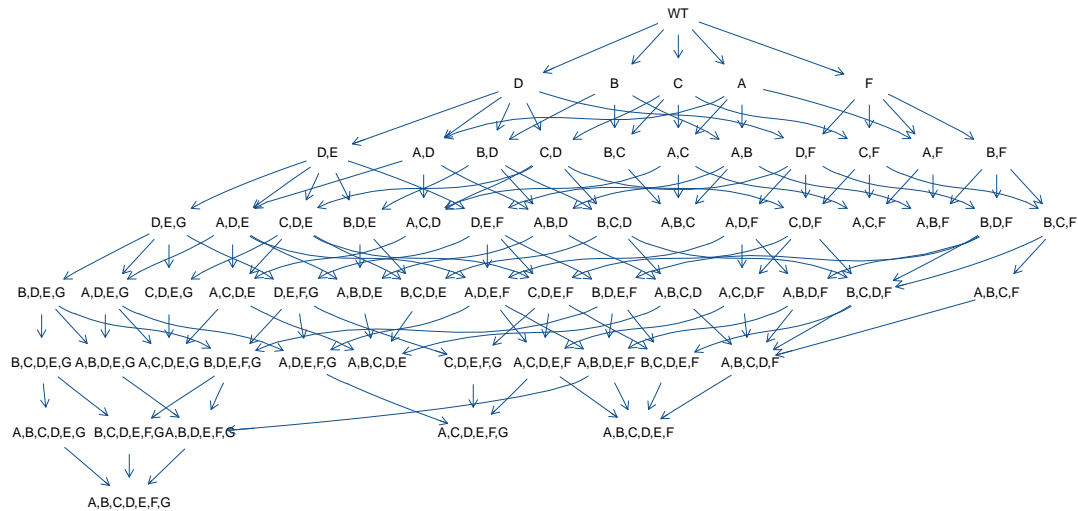 WT
D B C A F
D,E A,D B,D C,D B,C A,C A,B D,F C,F A,F B,F
D,E,G A,D,E C,D,E B,D,E A,C,D D,E,F A,B,D B,C,D A,B,C A,D,F C,D,F A,C,F A,B,F B,D,F B,C,F
B,D,E,G A,D,E,G C,D,E,G A,C,D,E D,E,F,G A,B,D,E B,C,D,E A,D,E,F C,D,E,F B,D,E,F A,B,C,D A,C,D,F A,B,D,F B,C,D,F A,B,C,F
B,C,D,E,G A,B,D,E,G A,C,D,E,G B,D,E,F,G A,D,E,F,G A,B,C,D,E C,D,E,F,G A,C,D,E,F A,B,D,E,F B,C,D,E,F A,B,C,D,F
A,B,C,D,E,G B,C,D,E,F,G A,B,D,E,F,G A,C,D,E,F,G A,B,C,D,E,F
A,B,C,D,E,F,G